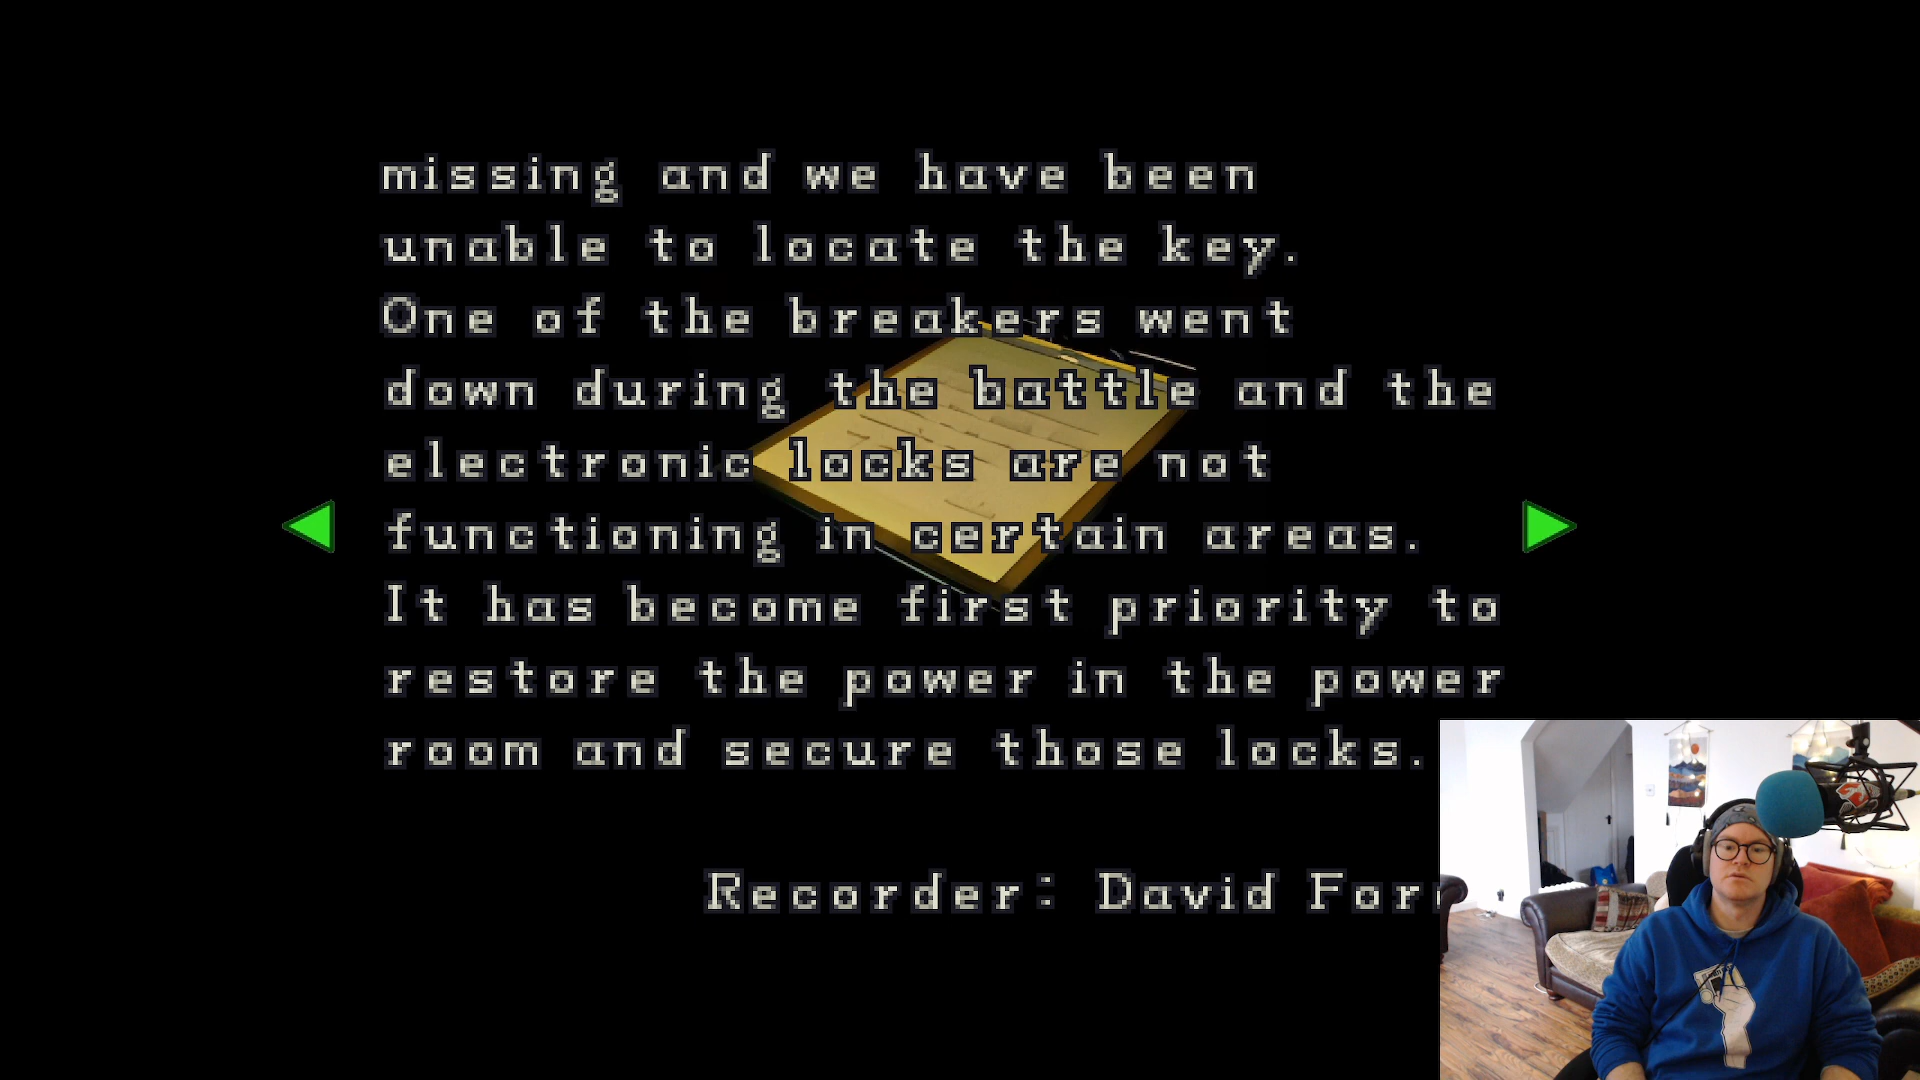 missing and we have been
unable to locate the key.
One of the breakers went
down during the battle and the
electronic locks are not
functioning in certain areas.
It has become first priority to
restore the power in the power
room and secure those locks.
Recorder: David